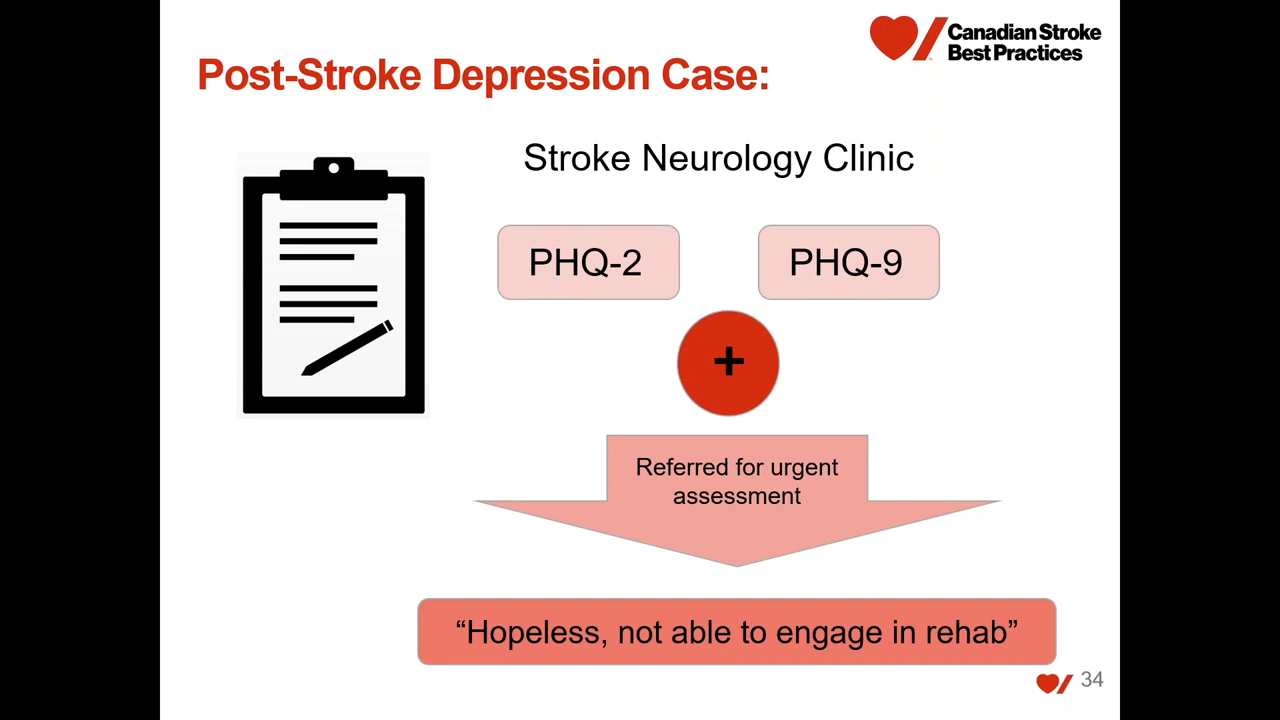 Canadian Stroke
Best Practices
Post-Stroke Depression Case:
Stroke Neurology Clinic
PHQ-2
PHQ-9
+
Referred for urgent
assessment
“Hopeless, not able to engage in rehab”
34